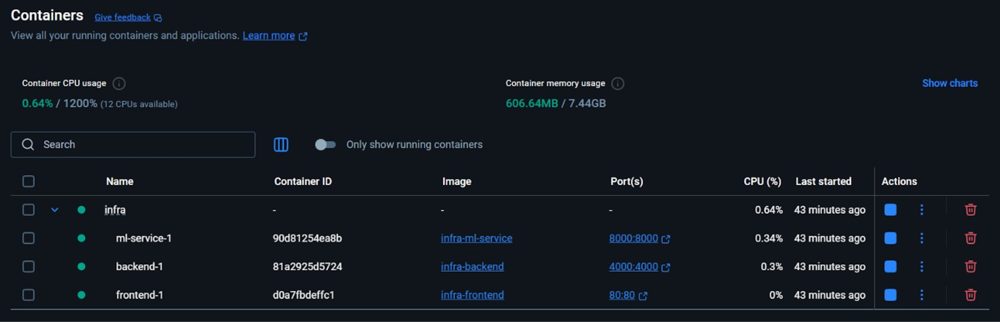 Containers Give feedback
View all your running containers and applications. Learn more
Container CPU usage Container memory usage Show charts
0.64% / 1200% (12 CPUs available) 606.64MB / 7.44GB
Search Only show running containers
Name Container ID Image Port(s) CPU (%) Last started Actions
infra - - - 0.64% 43 minutes ago
ml-service-1 90d81254ea8b infra-ml-service 8000:8000 0.34% 43 minutes ago
backend-1 81a2925d5724 infra-backend 4000:4000 0.3% 43 minutes ago
frontend-1 d0a7fbdeffc1 infra-frontend 80:80 0% 43 minutes ago